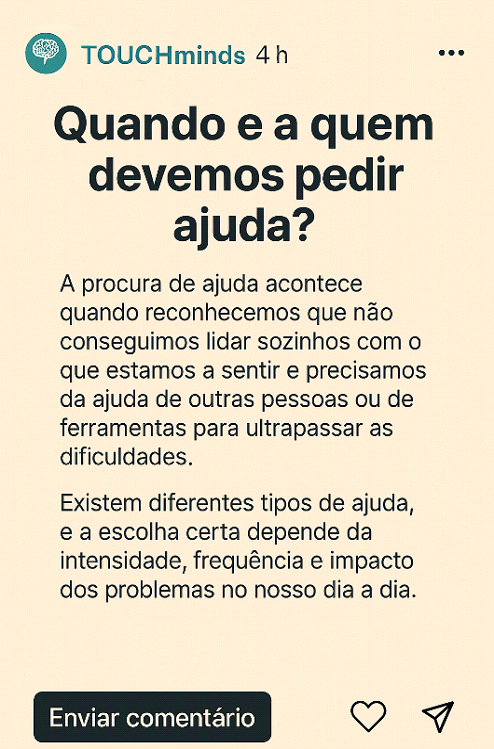 TOUCHminds 4 h
Quando e a quem
devemos pedir
ajuda?
A procura de ajuda acontece
quando reconhecemos que não
conseguimos lidar sozinhos com o
que estamos a sentir e precisamos
da ajuda de outras pessoas ou de
ferramentas para ultrapassar as
dificuldades.
Existem diferentes tipos de ajuda,
e a escolha certa depende da
intensidade, frequência e impacto
dos problemas no nosso dia a dia.
Enviar comentário